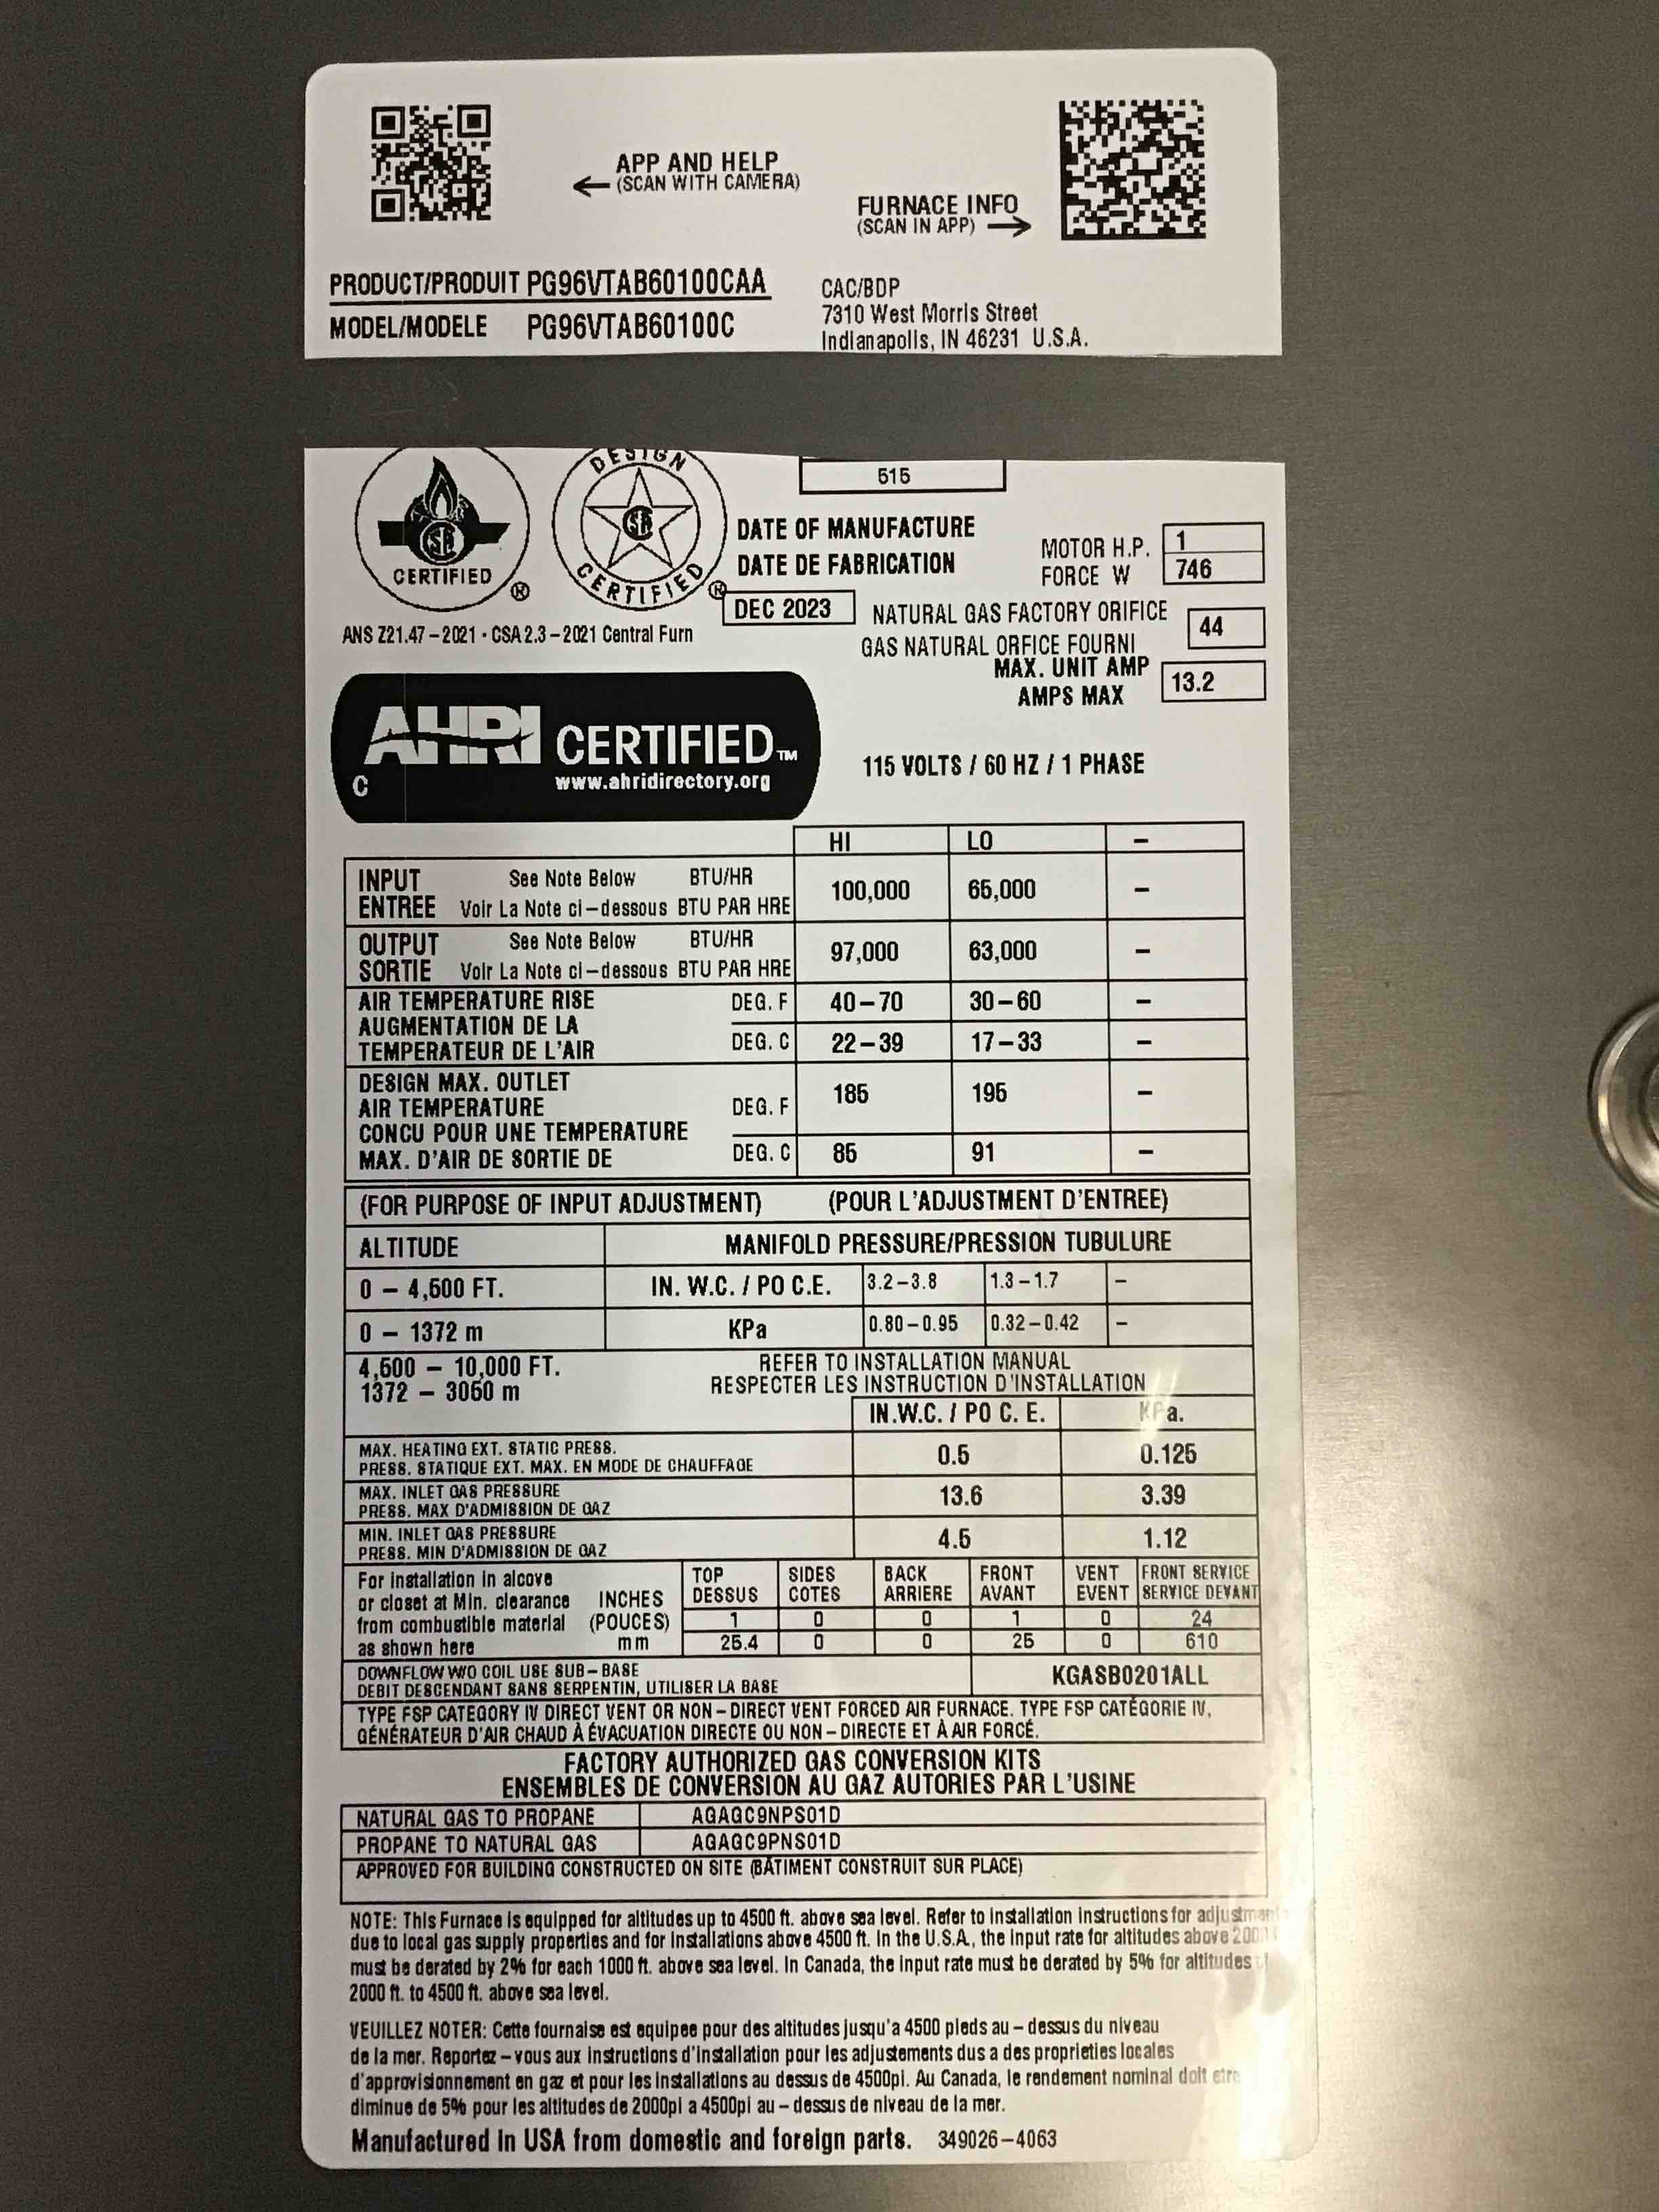 APP AND HELP
← (SCAN WITH CAMERA)
FURNACE INFO
(SCAN IN APP) →
PRODUCT/PRODUIT PG96VTAB60100CAA
MODEL/MODELE PG96VTAB60100C
CAC/BDP
7310 West Morris Street
Indianapolis, IN 46231 U.S.A.
CSA
CERTIFIED ®
DESIGN
CSA
CERTIFIED ®
515
DATE OF MANUFACTURE
DATE DE FABRICATION
DEC 2023
MOTOR H.P. 1
FORCE W 746
NATURAL GAS FACTORY ORIFICE
GAS NATURAL ORFICE FOURNI 44
MAX. UNIT AMP
AMPS MAX 13.2
ANS Z21.47-2021 · CSA 2.3-2021 Central Furn
AHRI CERTIFIED™
C www.ahridirectory.org
115 VOLTS / 60 HZ / 1 PHASE
HI LO –
INPUT See Note Below BTU/HR 100,000 65,000 –
ENTREE Voir La Note ci-dessous BTU PAR HRE
OUTPUT See Note Below BTU/HR 97,000 63,000 –
SORTIE Voir La Note ci-dessous BTU PAR HRE
AIR TEMPERATURE RISE DEG. F 40-70 30-60 –
AUGMENTATION DE LA
TEMPERATEUR DE L'AIR DEG. C 22-39 17-33 –
DESIGN MAX. OUTLET
AIR TEMPERATURE DEG. F 185 195 –
CONCU POUR UNE TEMPERATURE
MAX. D'AIR DE SORTIE DE DEG. C 85 91 –
(FOR PURPOSE OF INPUT ADJUSTMENT) (POUR L'ADJUSTMENT D'ENTREE)
ALTITUDE MANIFOLD PRESSURE/PRESSION TUBULURE
0 – 4,500 FT. IN. W.C. / PO C.E. 3.2-3.8 1.3-1.7 –
0 – 1372 m KPa 0.80-0.95 0.32-0.42 –
4,500 – 10,000 FT. REFER TO INSTALLATION MANUAL
1372 – 3050 m RESPECTER LES INSTRUCTION D'INSTALLATION
IN.W.C. / PO C. E. KPa.
MAX. HEATING EXT. STATIC PRESS. 0.5 0.125
PRESS. STATIQUE EXT. MAX. EN MODE DE CHAUFFAGE
MAX. INLET GAS PRESSURE 13.6 3.39
PRESS. MAX D'ADMISSION DE GAZ
MIN. INLET GAS PRESSURE 4.5 1.12
PRESS. MIN D'ADMISSION DE GAZ
For installation in alcove
or closet at Min. clearance
from combustible material
as shown here
TOP SIDES BACK FRONT VENT FRONT SERVICE
DESSUS COTES ARRIERE AVANT EVENT SERVICE DEVANT
INCHES (POUCES) 1 0 0 1 0 24
mm 25.4 0 0 25 0 610
DOWNFLOW W/O COIL USE SUB-BASE KGASB0201ALL
DEBIT DESCENDANT SANS SERPENTIN, UTILISER LA BASE
TYPE FSP CATEGORY IV DIRECT VENT OR NON-DIRECT VENT FORCED AIR FURNACE. TYPE FSP CATÉGORIE IV,
GÉNÉRATEUR D'AIR CHAUD À ÉVACUATION DIRECTE OU NON-DIRECTE ET À AIR FORCÉ.
FACTORY AUTHORIZED GAS CONVERSION KITS
ENSEMBLES DE CONVERSION AU GAZ AUTORIES PAR L'USINE
NATURAL GAS TO PROPANE AGAGC9NPS01D
PROPANE TO NATURAL GAS AGAGC9PNS01D
APPROVED FOR BUILDING CONSTRUCTED ON SITE (BÂTIMENT CONSTRUIT SUR PLACE)
NOTE: This Furnace is equipped for altitudes up to 4500 ft. above sea level. Refer to installation instructions for adjustment
due to local gas supply properties and for installations above 4500 ft. In the U.S.A, the input rate for altitudes above
must be derated by 2% for each 1000 ft. above sea level. In Canada, the input rate must be derated by 5% for altitudes
2000 ft. to 4500 ft. above sea level.
VEUILLEZ NOTER: Cette fournaise est equipee pour des altitudes jusqu'a 4500 pieds au-dessus du niveau
de la mer. Reportez-vous aux instructions d'installation pour les adjustements dus a des proprieties locales
d'approvisionnement en gaz et pour les installations au dessus de 4500pi. Au Canada, le rendement nominal doit etre
diminue de 5% pour les altitudes de 2000pi a 4500pi au-dessus de niveau de la mer.
Manufactured in USA from domestic and foreign parts. 349026-4063